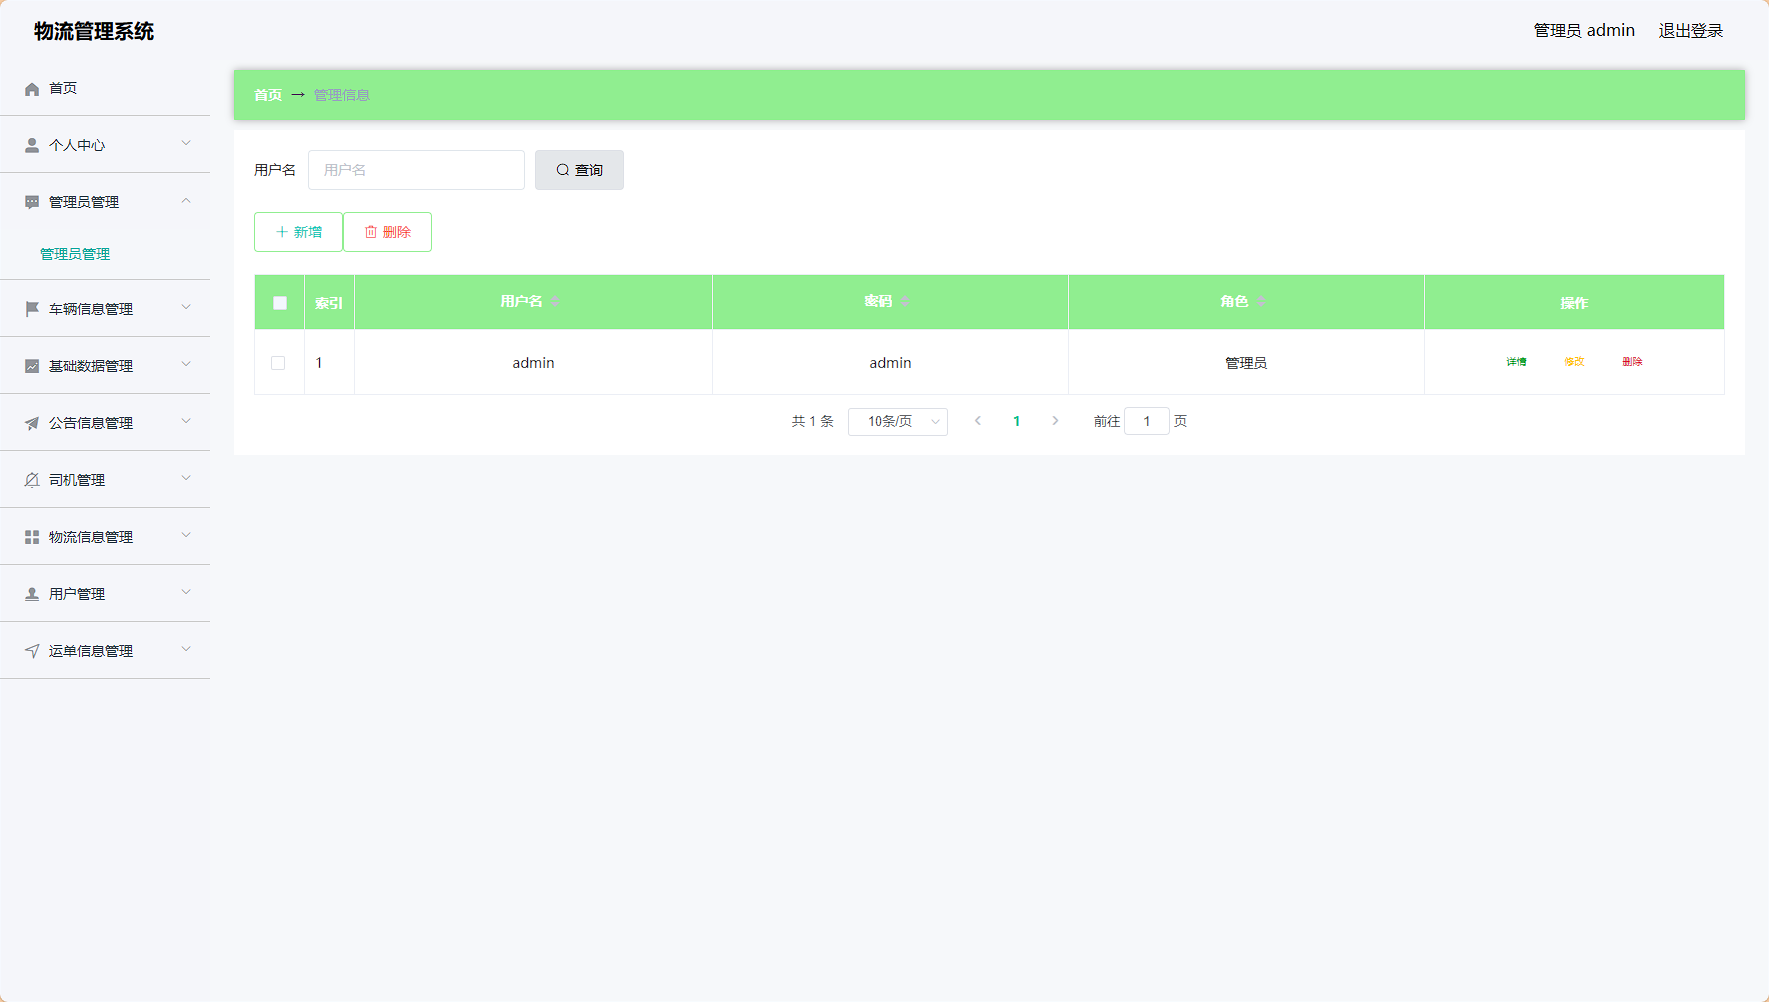 物流管理系统
管理员 admin 退出登录
首页
个人中心
管理员管理
管理员管理
车辆信息管理
基础数据管理
公告信息管理
司机管理
物流信息管理
用户管理
运单信息管理
首页 → 管理信息
用户名 用户名 查询
新增 删除
索引 用户名 密码 角色 操作
1 admin admin 管理员 详情 修改 删除
共 1 条 10条/页 1 前往 1 页